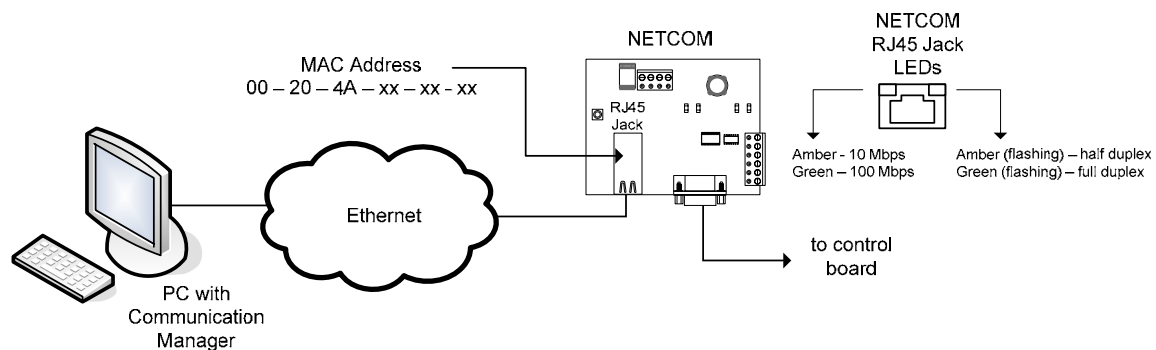 NETCOM
RJ45 Jack
LEDs
NETCOM
MAC Address
00 – 20 – 4A – xx – xx - xx
RJ45
Jack
Amber - 10 Mbps
Green – 100 Mbps
Amber (flashing) – half duplex
Green (flashing) – full duplex
Ethernet
to control
board
PC with
Communication
Manager